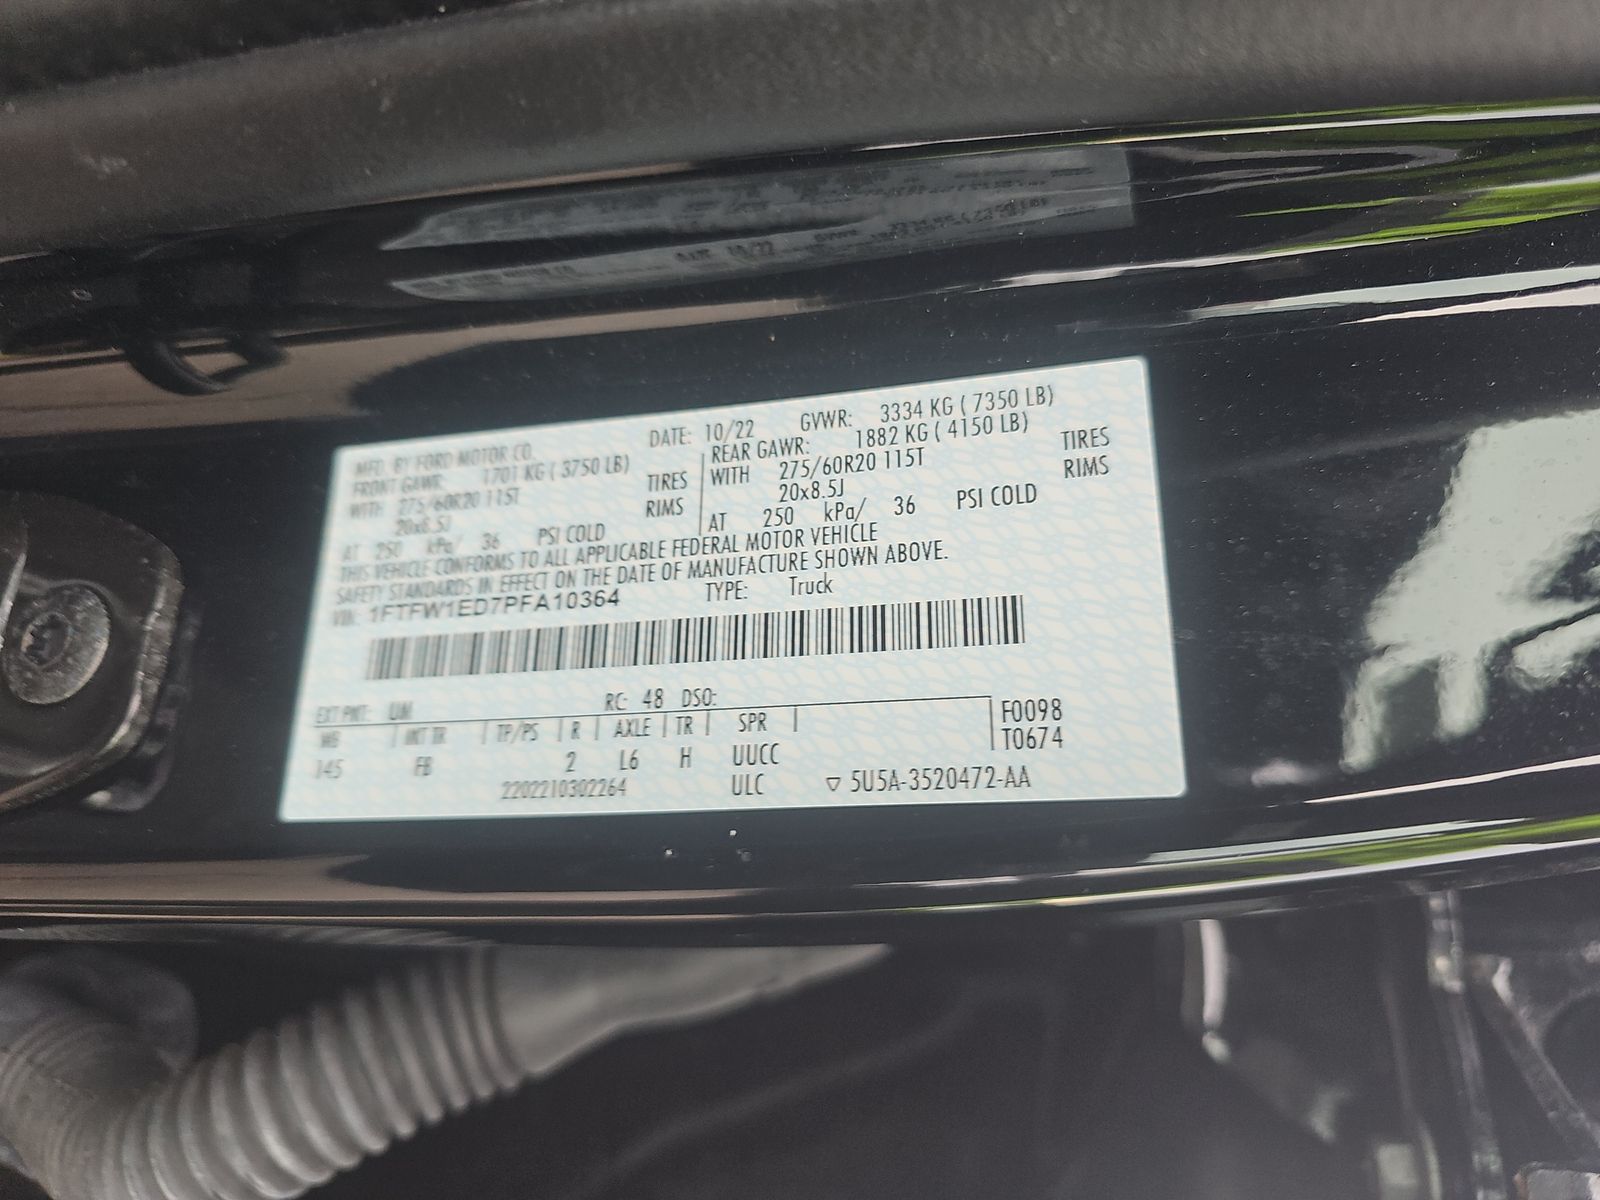 MFD. BY FORD MOTOR CO. DATE: 10/22 GVWR: 3334 KG ( 7350 LB)
FRONT GAWR: 1701 KG ( 3750 LB) REAR GAWR: 1882 KG ( 4150 LB)
WITH 275/60R20 115T TIRES WITH 275/60R20 115T TIRES
20x8.5J RIMS 20x8.5J RIMS
AT 250 kPa/ 36 PSI COLD AT 250 kPa/ 36 PSI COLD
THIS VEHICLE CONFORMS TO ALL APPLICABLE FEDERAL MOTOR VEHICLE
SAFETY STANDARDS IN EFFECT ON THE DATE OF MANUFACTURE SHOWN ABOVE.
VIN: 1FTFW1ED7PFA10364 TYPE: Truck
EXT PNT: UM RC: 48 DSO:
WB INT TR TP/PS R AXLE TR SPR F0098
145 FB 2 L6 H UUCC T0674
2202210302264 ULC ▽ 5U5A-3520472-AA